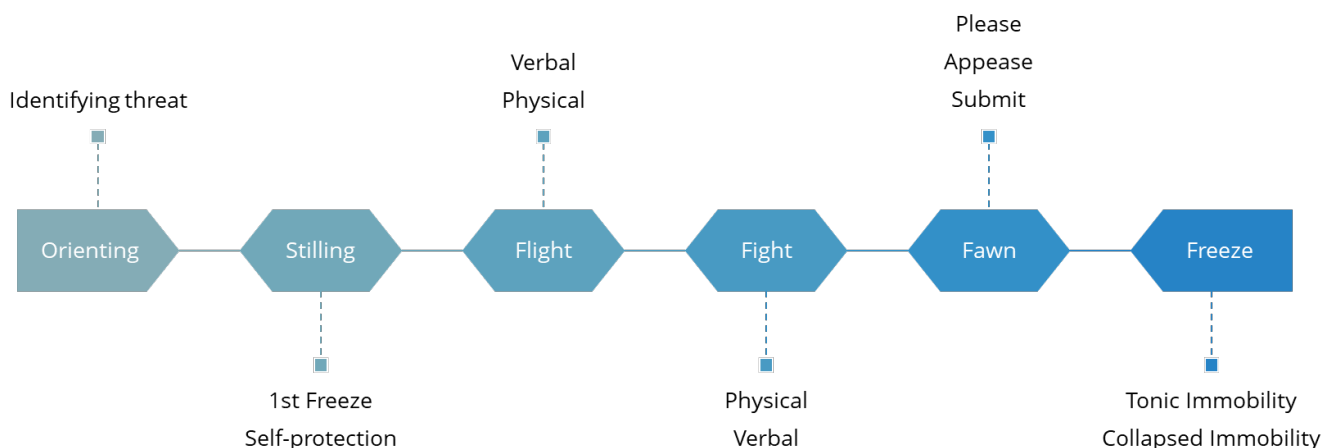 Please
Appease
Submit
Verbal
Physical
Identifying threat
Orienting
Stilling
Flight
Fight
Fawn
Freeze
1st Freeze
Self-protection
Physical
Verbal
Tonic Immobility
Collapsed Immobility